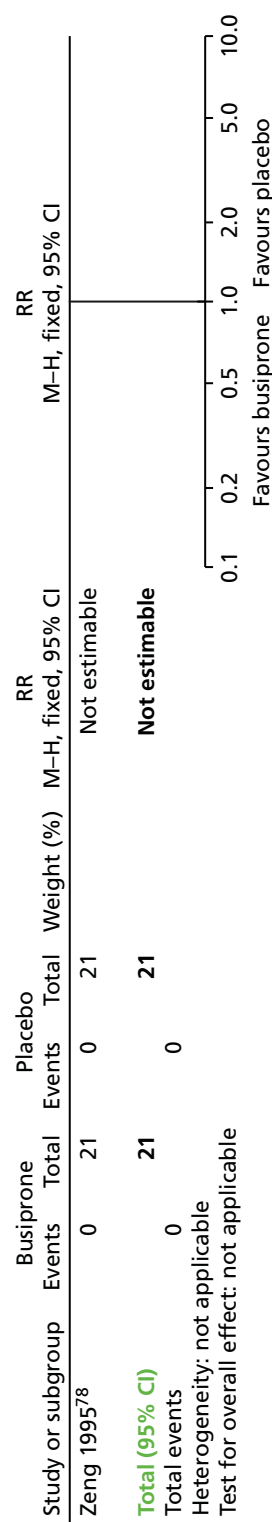 Busiprone Placebo RR RR
Study or subgroup Events Total Events Total Weight (%) M–H, fixed, 95% CI M–H, fixed, 95% CI
Zeng 1995⁷⁸ 0 21 0 21 Not estimable
Total (95% CI) 21 21 Not estimable
Total events 0 0
Heterogeneity: not applicable
Test for overall effect: not applicable
0.1 0.2 0.5 1.0 2.0 5.0 10.0
Favours busiprone Favours placebo